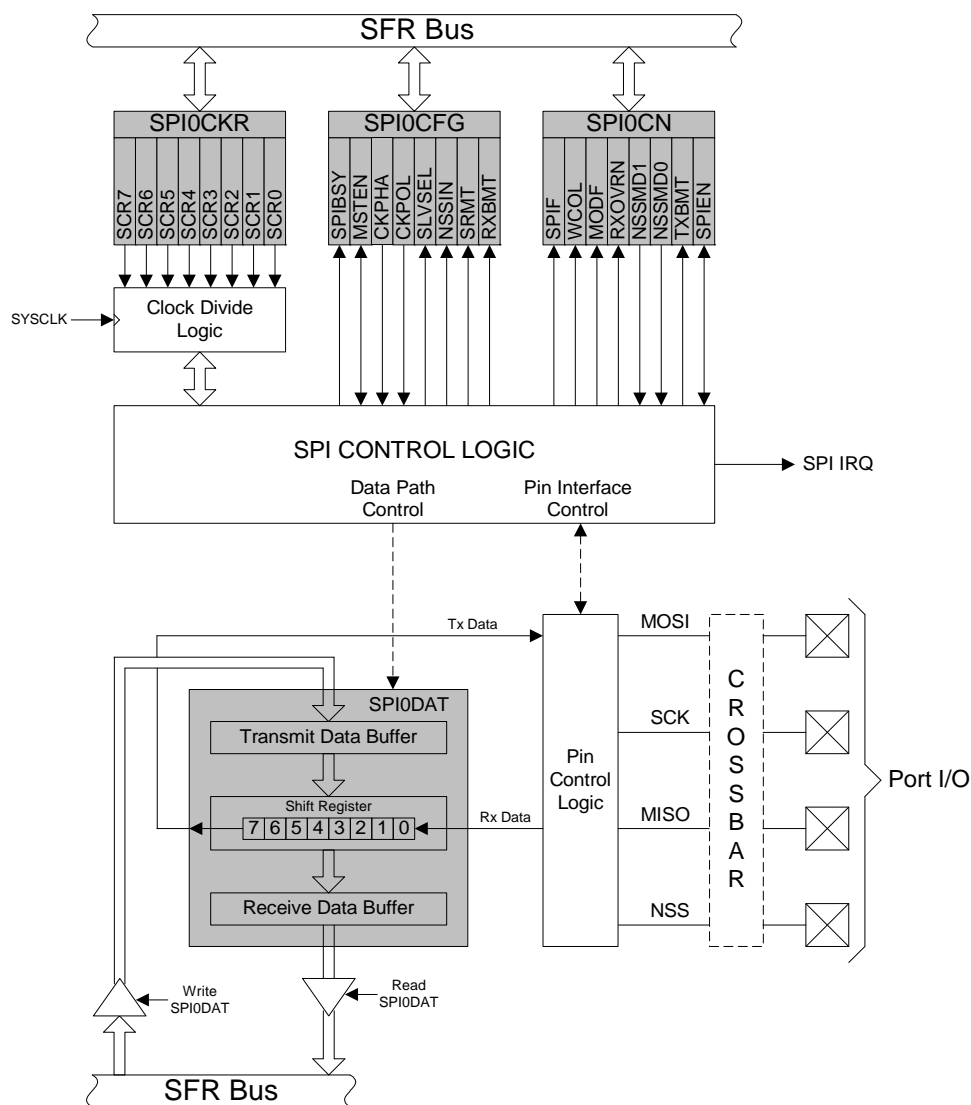 SFR Bus
SPI0CKR
SPI0CFG
SPI0CN
SCR7
SCR6
SCR5
SCR4
SCR3
SCR2
SCR1
SCR0
SPIBSY
MSTEN
CKPHA
CKPOL
SLVSEL
NSSIN
SRMT
RXBMT
SPIF
WCOL
MODF
RXOVRN
NSSMD1
NSSMD0
TXBMT
SPIEN
SYSCLK
Clock Divide
Logic
SPI CONTROL LOGIC
SPI IRQ
Data Path
Control
Pin Interface
Control
Tx Data
MOSI
SPI0DAT
Transmit Data Buffer
SCK
Shift Register
7 6 5 4 3 2 1 0
Rx Data
Pin
Control
Logic
MISO
CROSSBAR
Port I/O
Receive Data Buffer
NSS
Write
SPI0DAT
Read
SPI0DAT
SFR Bus